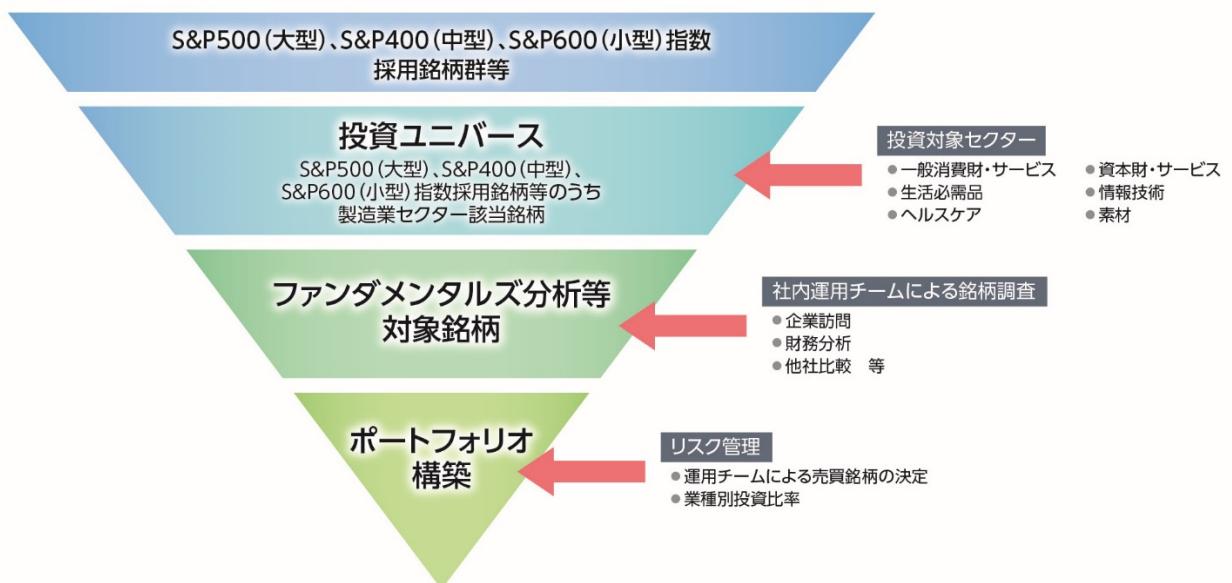 S&P500(大型)、S&P400(中型)、S&P600(小型)指数
採用銘柄群等
投資ユニバース
S&P500(大型)、S&P400(中型)、
S&P600(小型)指数採用銘柄等のうち
製造業セクター該当銘柄
投資対象セクター
●一般消費財・サービス ●資本財・サービス
●生活必需品 ●情報技術
●ヘルスケア ●素材
ファンダメンタルズ分析等
対象銘柄
社内運用チームによる銘柄調査
●企業訪問
●財務分析
●他社比較 等
ポートフォリオ
構築
リスク管理
●運用チームによる売買銘柄の決定
●業種別投資比率